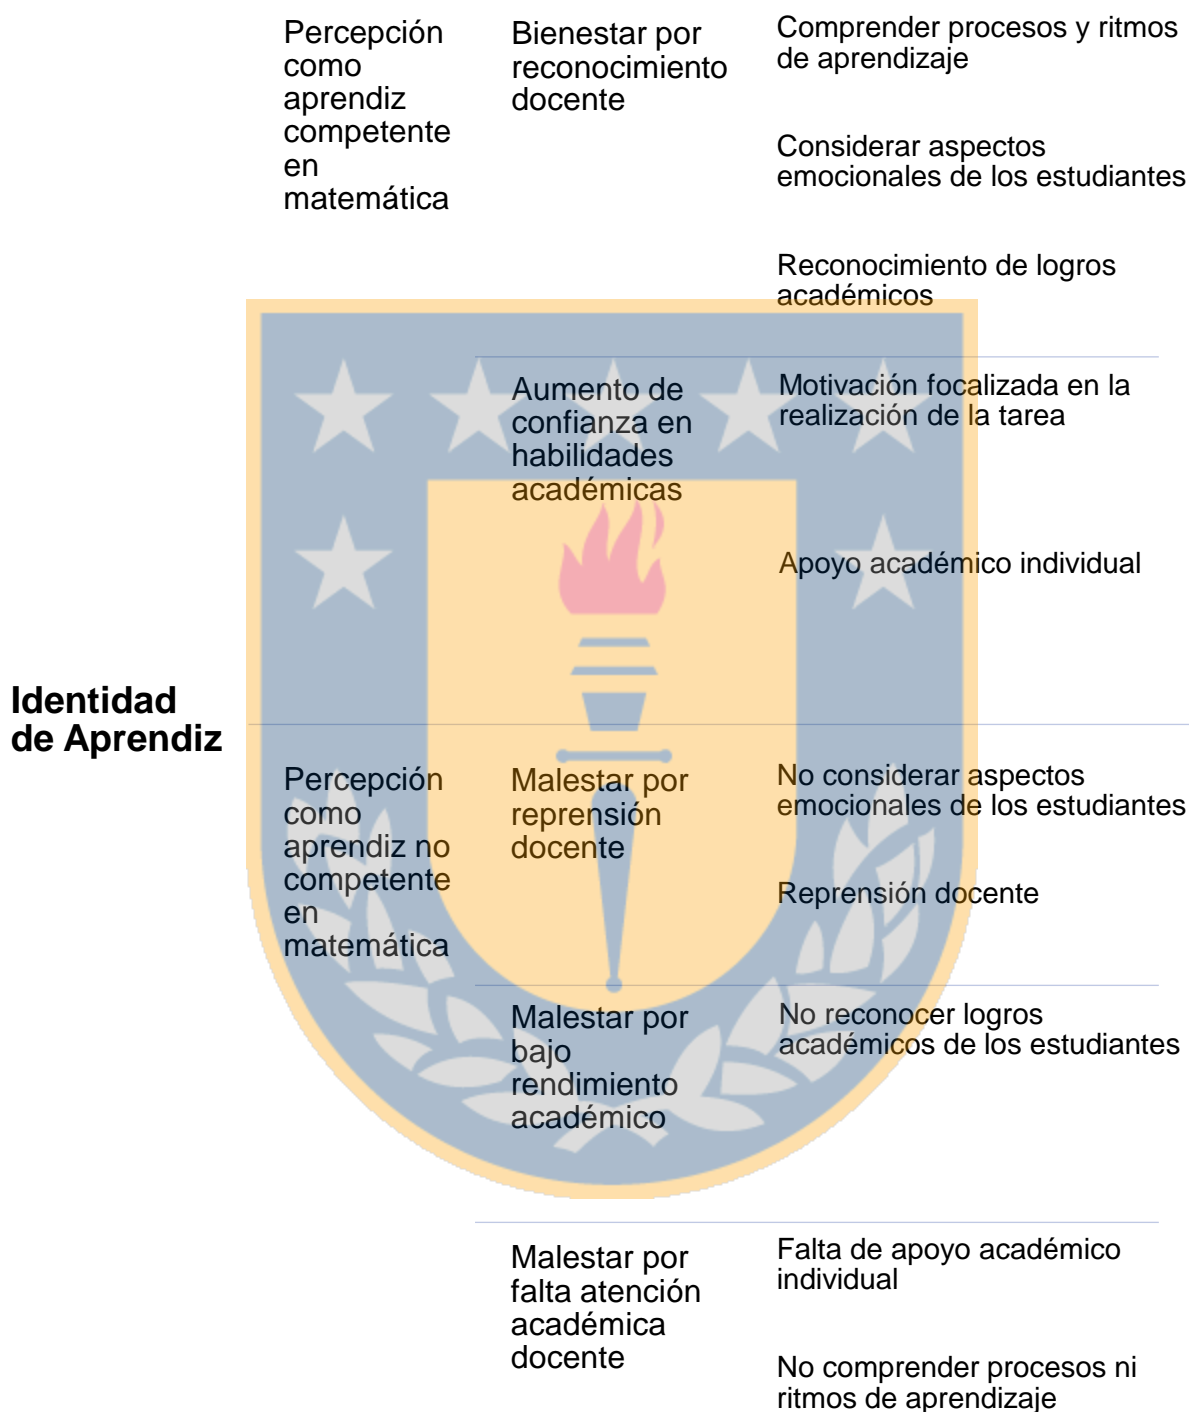 Identidad
de Aprendiz
Percepción
como
aprendiz
competente
en
matemática
Bienestar por
reconocimiento
docente
Comprender procesos y ritmos
de aprendizaje
Considerar aspectos
emocionales de los estudiantes
Reconocimiento de logros
académicos
Aumento de
confianza en
habilidades
académicas
Motivación focalizada en la
realización de la tarea
Apoyo académico individual
Percepción
como
aprendiz no
competente
en
matemática
Malestar por
reprensión
docente
No considerar aspectos
emocionales de los estudiantes
Reprensión docente
Malestar por
bajo
rendimiento
académico
No reconocer logros
académicos de los estudiantes
Malestar por
falta atención
académica
docente
Falta de apoyo académico
individual
No comprender procesos ni
ritmos de aprendizaje